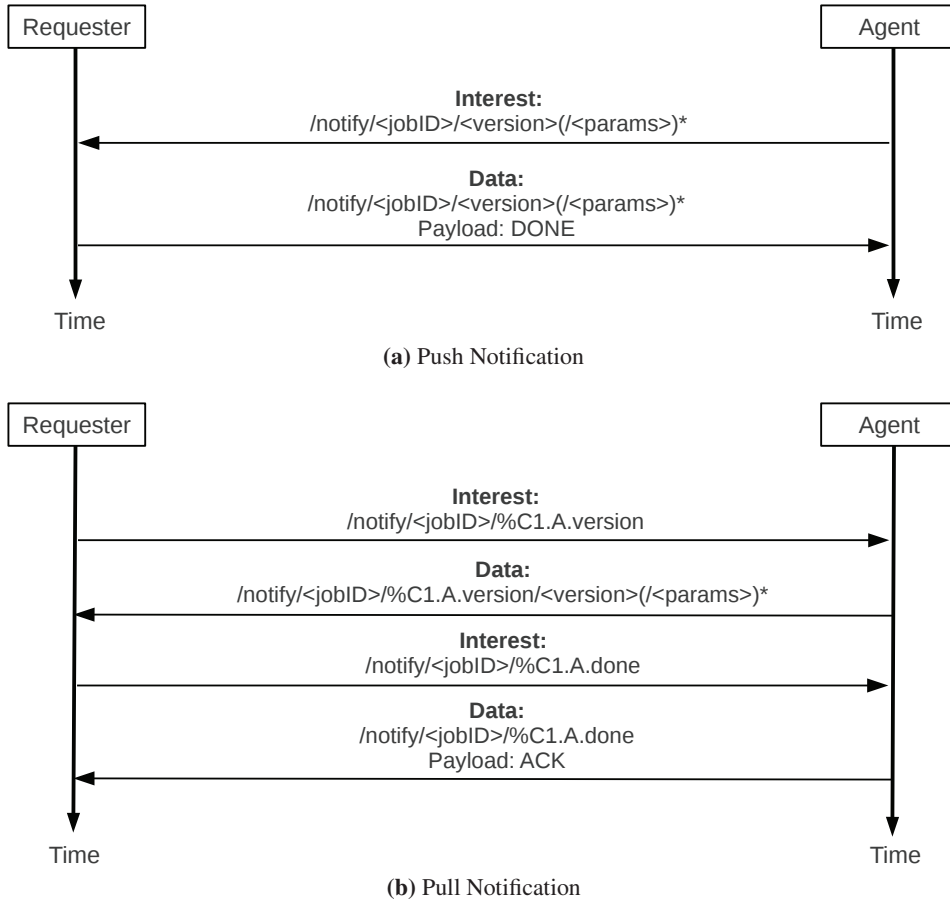 Requester
Agent
Interest:
/notify/<jobID>/<version>(/<params>)*
Data:
/notify/<jobID>/<version>(/<params>)*
Payload: DONE
Time
Time
(a) Push Notification
Requester
Agent
Interest:
/notify/<jobID>/%C1.A.version
Data:
/notify/<jobID>/%C1.A.version/<version>(/<params>)*
Interest:
/notify/<jobID>/%C1.A.done
Data:
/notify/<jobID>/%C1.A.done
Payload: ACK
Time
Time
(b) Pull Notification